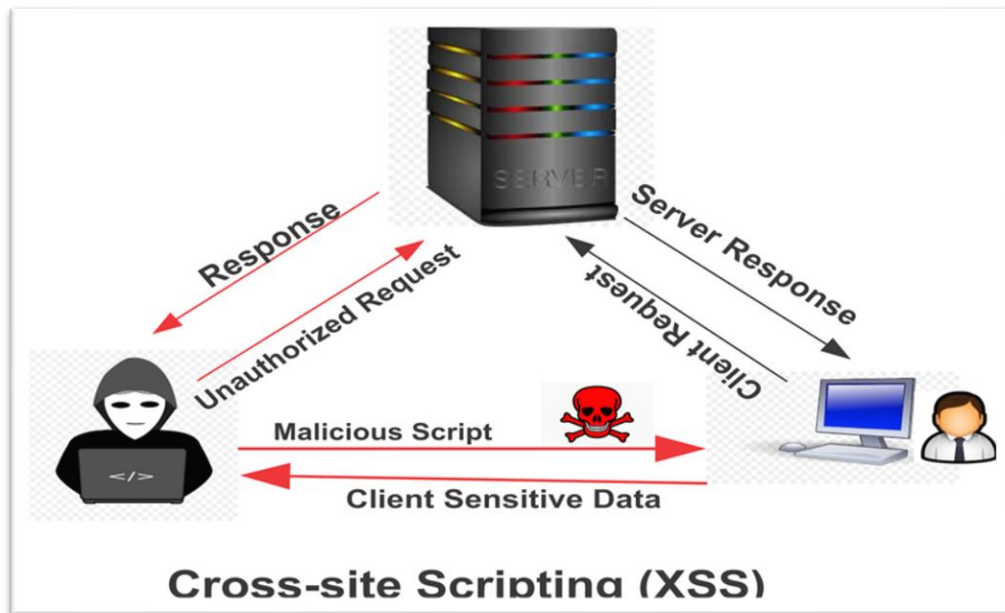 SERVER
Response
Unauthorized Request
Server Response
Client Request
Malicious Script
</>
Client Sensitive Data
Cross-site Scripting (XSS)